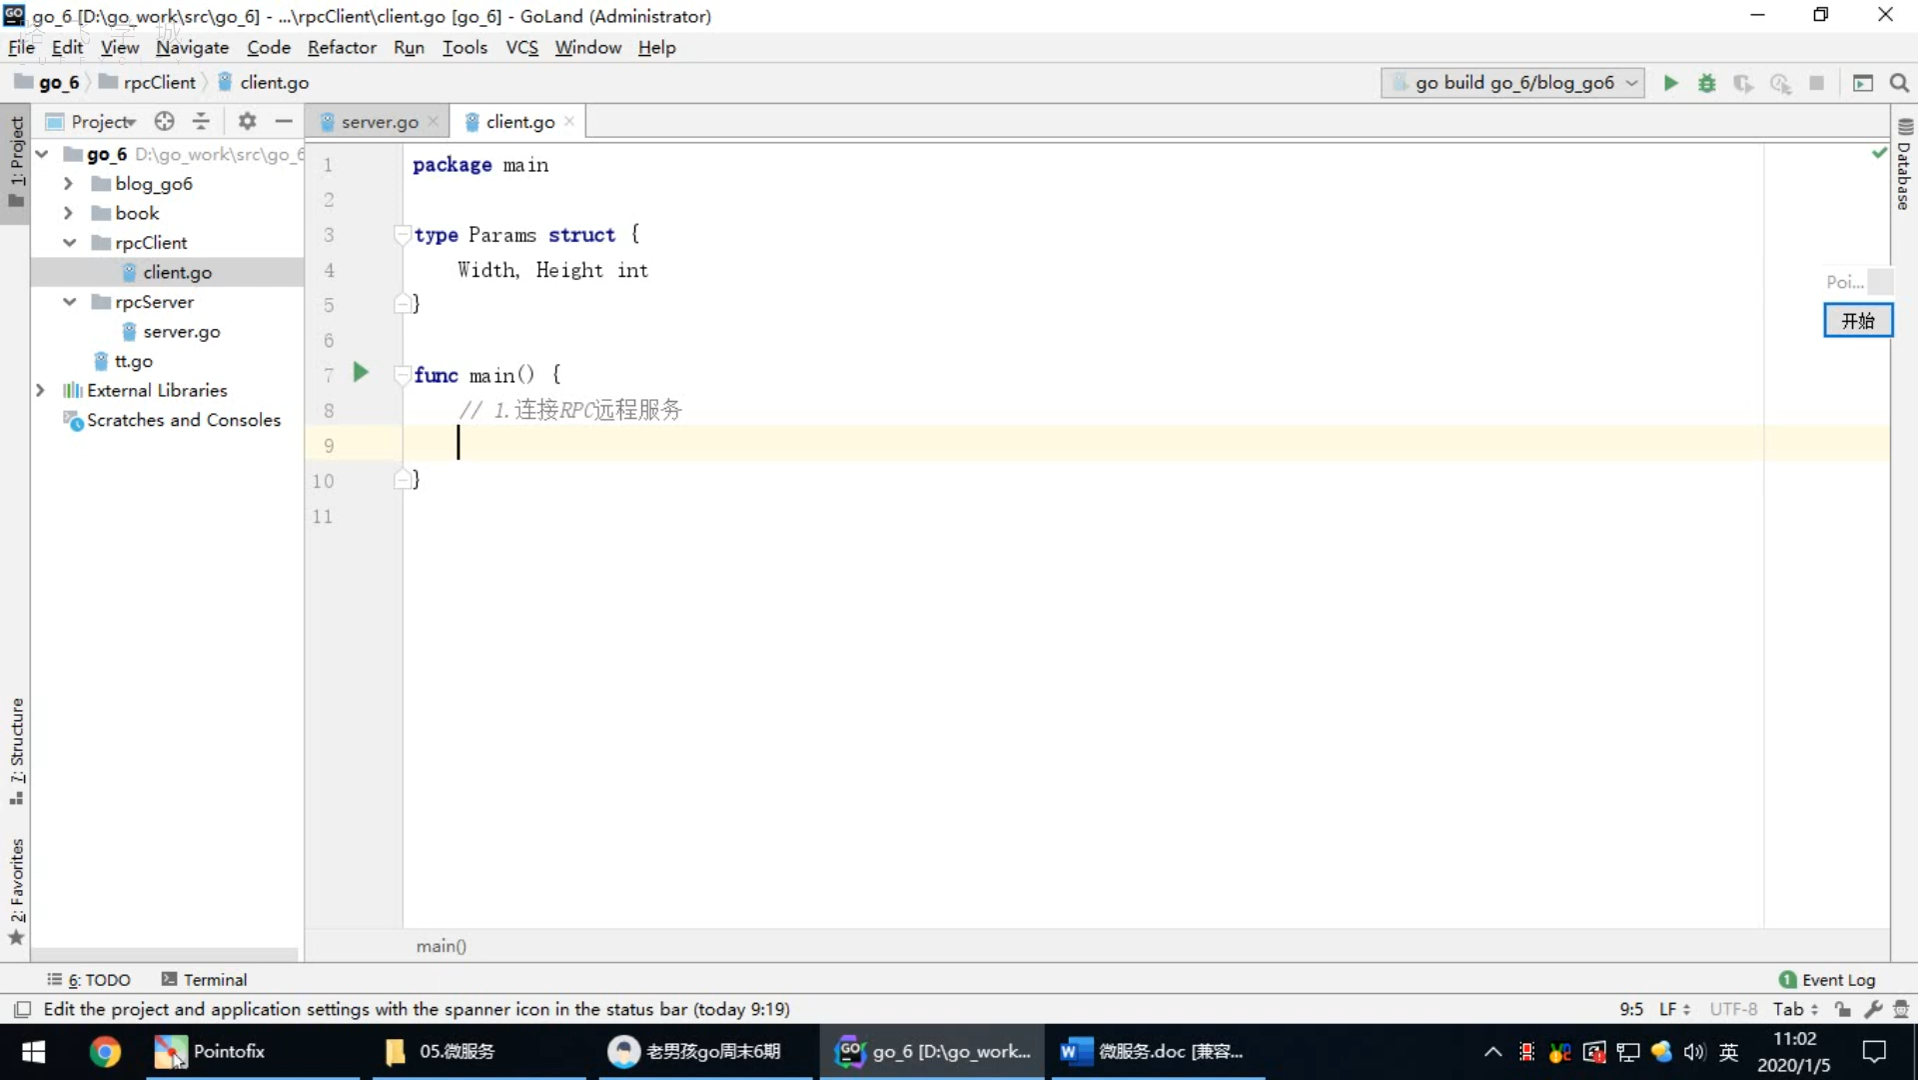 go_6 [D:\go_work\src\go_6] - ...\rpcClient\client.go [go_6] - GoLand (Administrator)
File Edit View Navigate Code Refactor Run Tools VCS Window Help
go_6 rpcClient client.go
go build go_6/blog_go6
Project
server.go
client.go
1: Project
go_6 D:\go_work\src\go_6
blog_go6
book
rpcClient
client.go
rpcServer
server.go
tt.go
External Libraries
Scratches and Consoles
7: Structure
2: Favorites
1 package main
2
3 type Params struct {
4 Width, Height int
5 }
6
7 func main() {
8 // 1.连接RPC远程服务
9
10 }
11
Database
Poi...
开始
main()
6: TODO Terminal
1 Event Log
Edit the project and application settings with the spanner icon in the status bar (today 9:19)
9:5 LF UTF-8 Tab
Pointofix
05.微服务
老男孩go周末6期
go_6 [D:\go_work...
微服务.doc [兼容...
英
11:02
2020/1/5